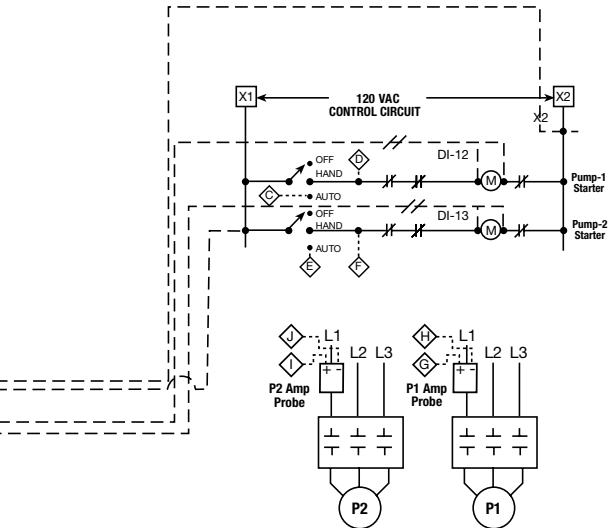 X1
120 VAC
CONTROL CIRCUIT
X2
X2
OFF
HAND
AUTO
C
D
DI-12
M
Pump-1
Starter
OFF
HAND
AUTO
E
F
DI-13
M
Pump-2
Starter
J
I
L1
L2 L3
+ -
P2 Amp
Probe
P2
H
G
L1
L2 L3
+ -
P1 Amp
Probe
P1